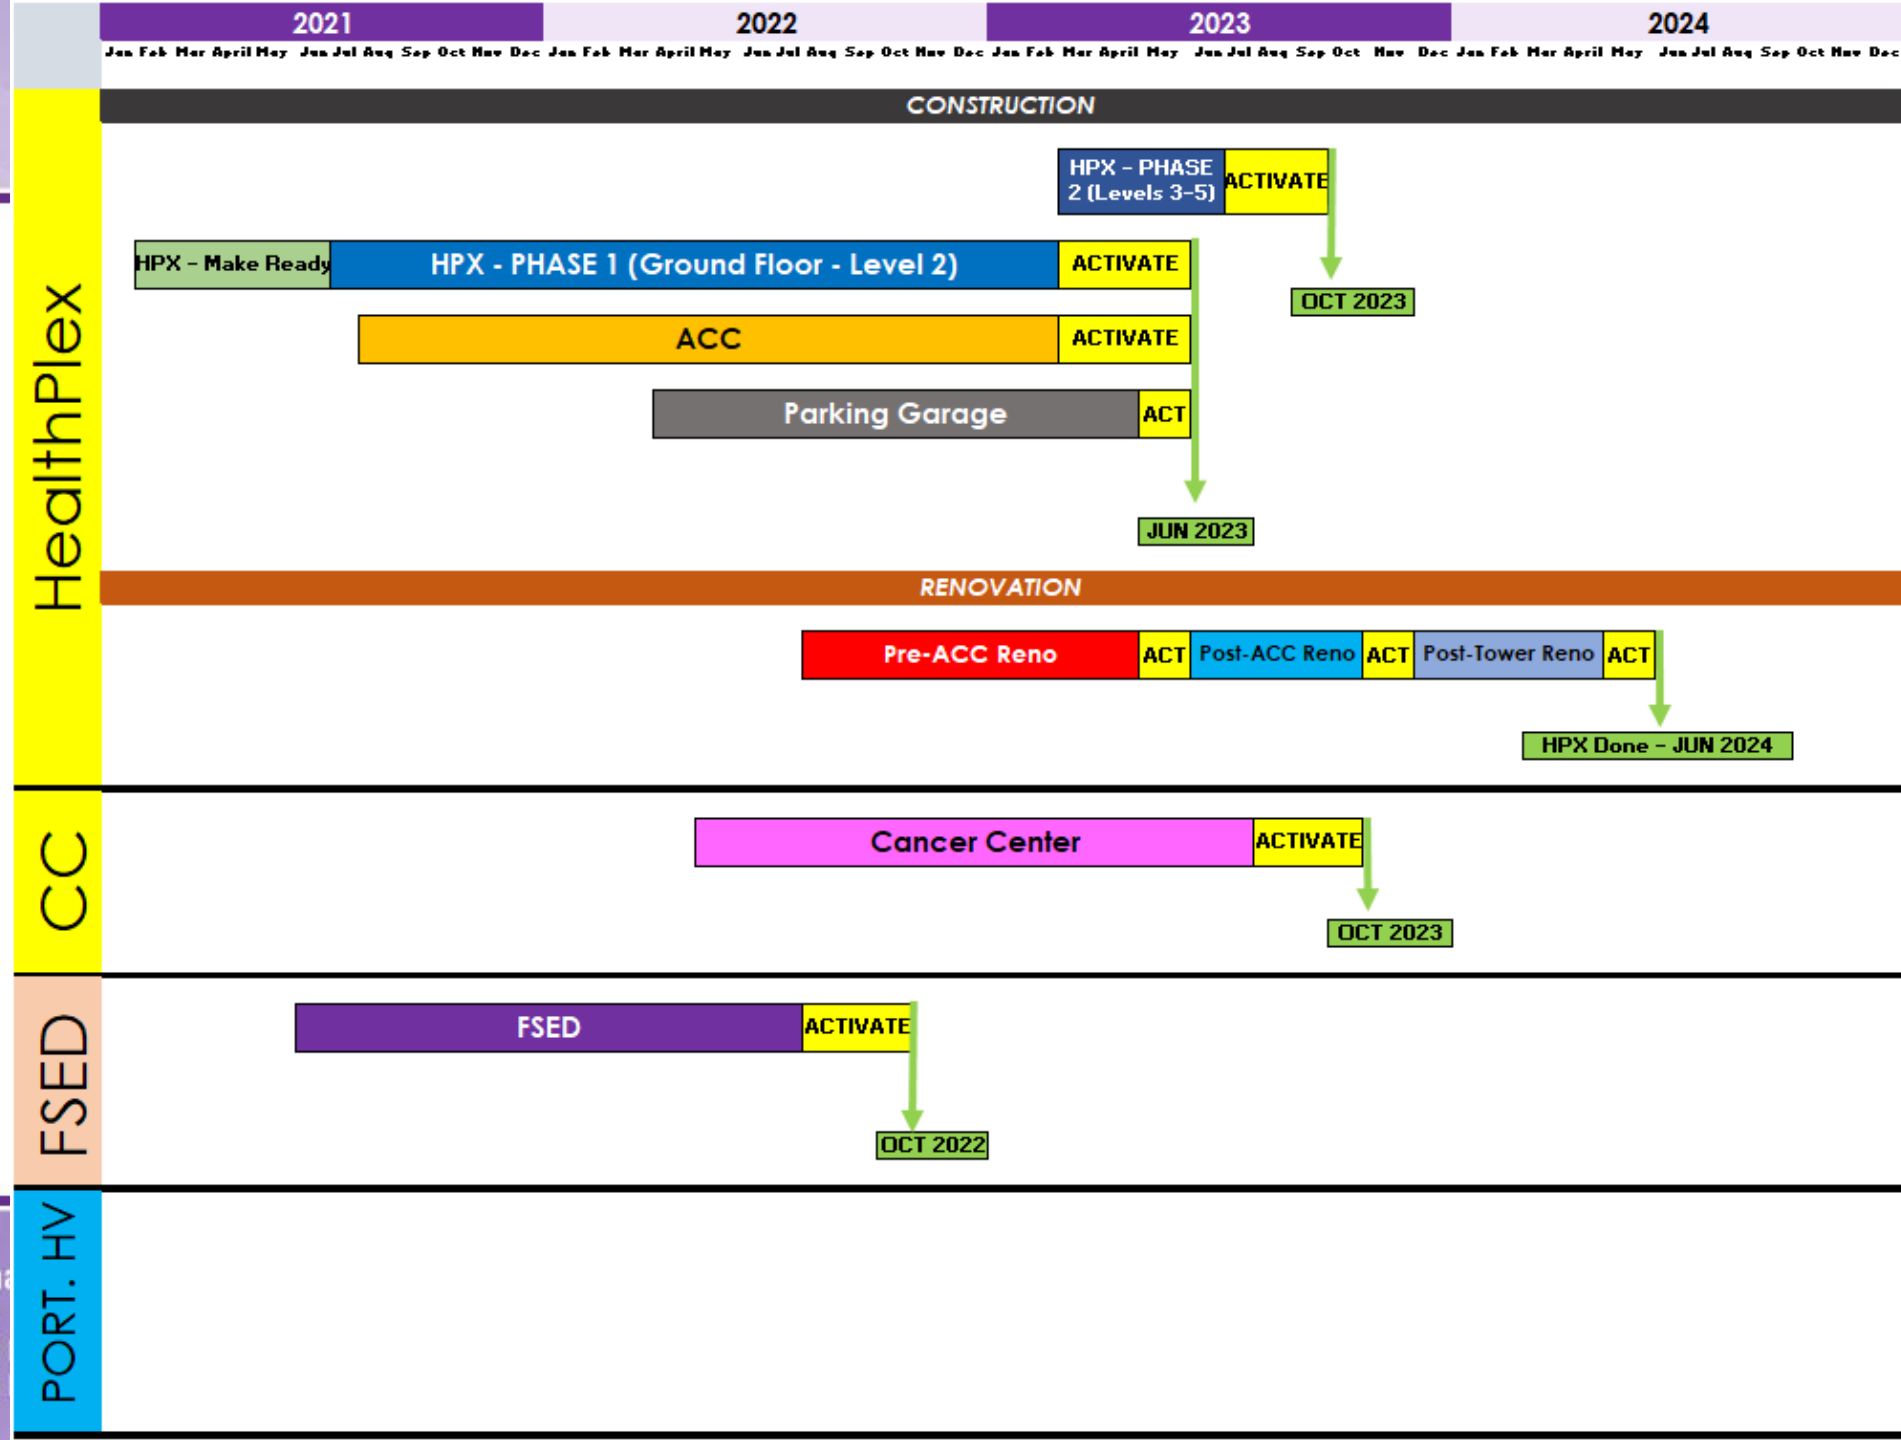 2021 2022 2023 2024
Jan Feb Mar April May Jun Jul Aug Sep Oct Nov Dec Jan Feb Mar April May Jun Jul Aug Sep Oct Nov Dec Jan Feb Mar April May Jun Jul Aug Sep Oct Nov Dec Jan Feb Mar April May Jun Jul Aug Sep Oct Nov Dec
HealthPlex
CONSTRUCTION
HPX - PHASE
2 (Levels 3-5)
ACTIVATE
OCT 2023
HPX - Make Ready
HPX - PHASE 1 (Ground Floor - Level 2)
ACTIVATE
ACC
ACTIVATE
Parking Garage
ACT
JUN 2023
RENOVATION
Pre-ACC Reno
ACT
Post-ACC Reno
ACT
Post-Tower Reno
ACT
HPX Done - JUN 2024
CC
Cancer Center
ACTIVATE
OCT 2023
FSED
FSED
ACTIVATE
OCT 2022
PORT. HV